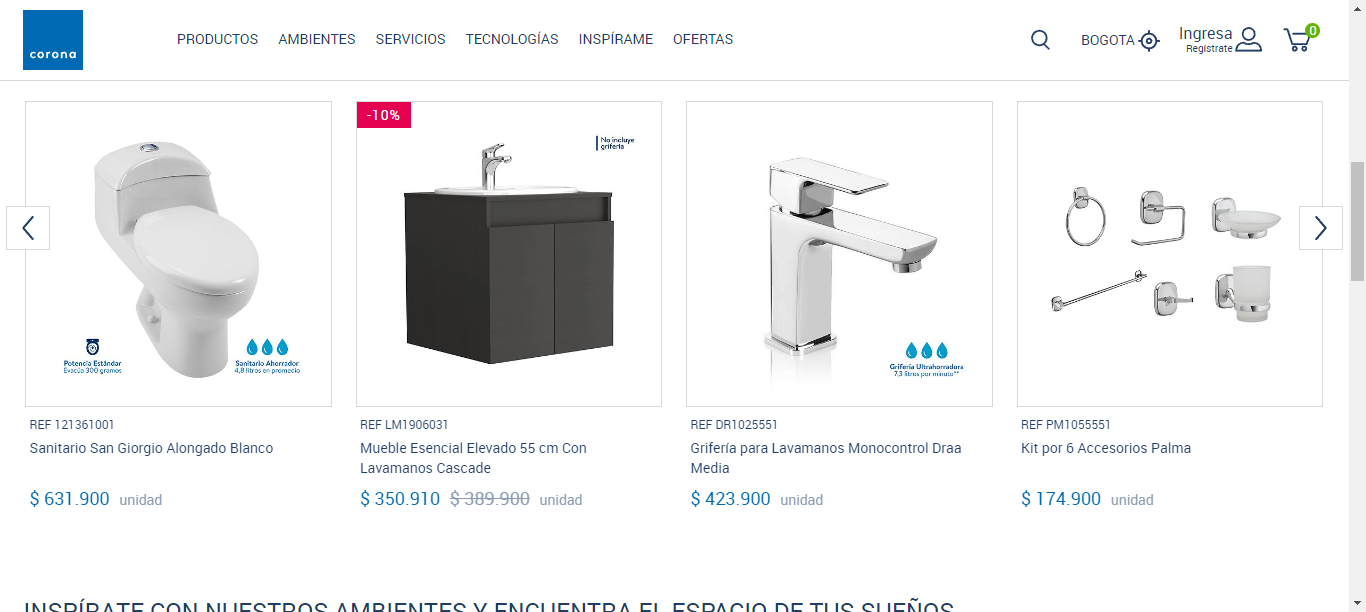 corona
PRODUCTOS
AMBIENTES
SERVICIOS
TECNOLOGÍAS
INSPÍRAME
OFERTAS
BOGOTA
Ingresa
Regístrate
0
Potencia Estándar
Evacúa 300 gramos
Sanitario Ahorrador
4,8 litros en promedio
REF 121361001
Sanitario San Giorgio Alongado Blanco
$ 631.900 unidad
-10%
No incluye
grifería
REF LM1906031
Mueble Esencial Elevado 55 cm Con
Lavamanos Cascade
$ 350.910 $ 389.900 unidad
Grifería Ultrahorradora
7,3 litros por minuto**
REF DR1025551
Grifería para Lavamanos Monocontrol Draa
Media
$ 423.900 unidad
REF PM1055551
Kit por 6 Accesorios Palma
$ 174.900 unidad
INSPÍRATE CON NUESTROS AMBIENTES Y ENCUENTRA EL ESPACIO DE TUS SUEÑOS